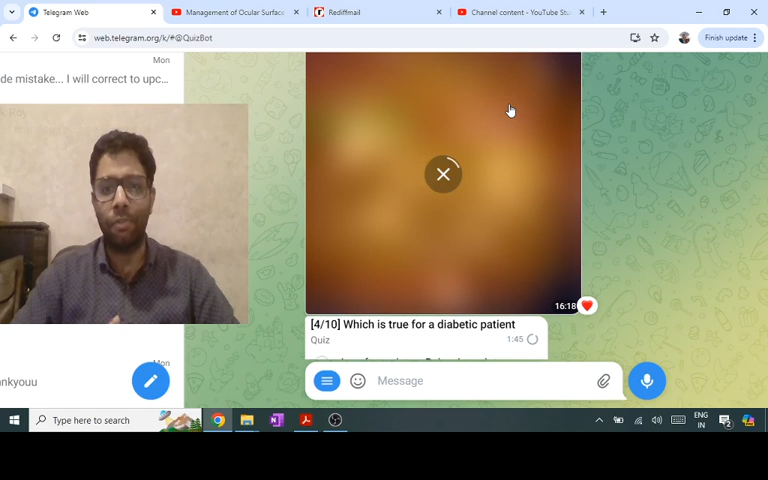 Telegram Web
Management of Ocular Surface
Rediffmail
Channel content - YouTube Stu
web.telegram.org/k/#@QuizBot
Finish update
Mon
de mistake... I will correct to upc...
16:18
[4/10] Which is true for a diabetic patient
Quiz
1:45
Mon
nkyouu
Message
Type here to search
ENG
IN
2